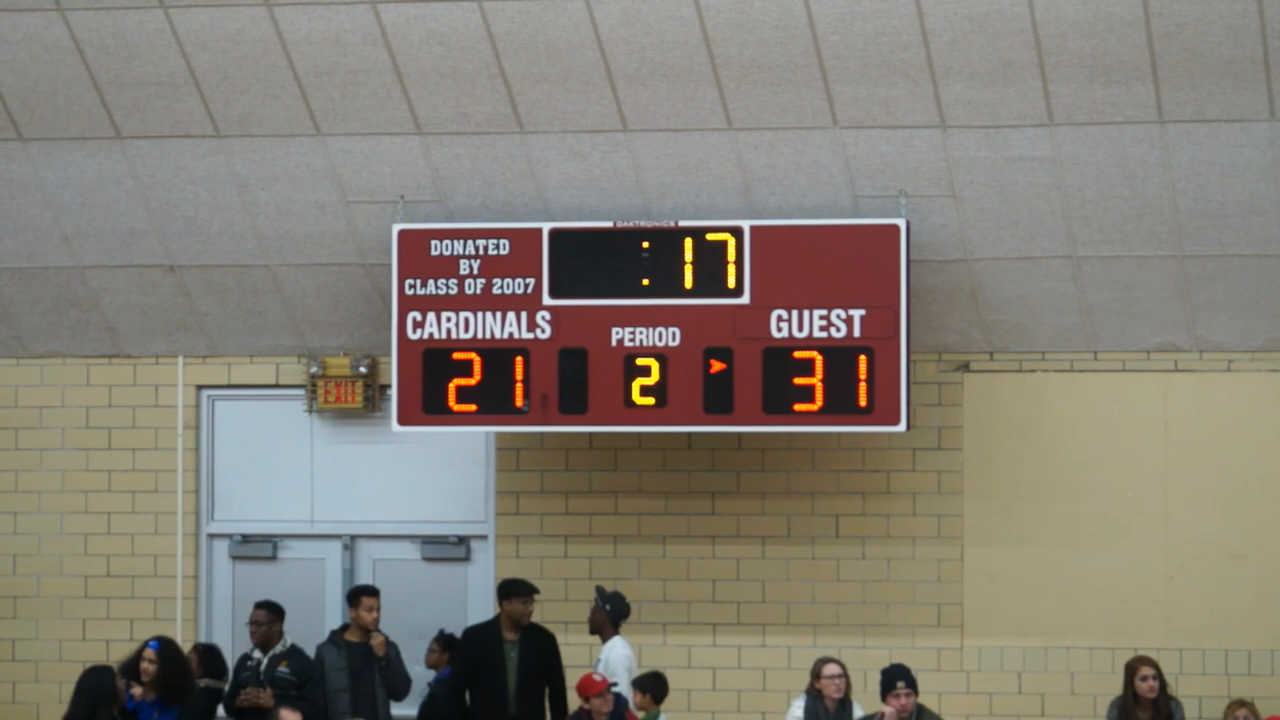 DONATED
BY
CLASS OF 2007
:17
CARDINALS
PERIOD
GUEST
21
2
31
EXIT